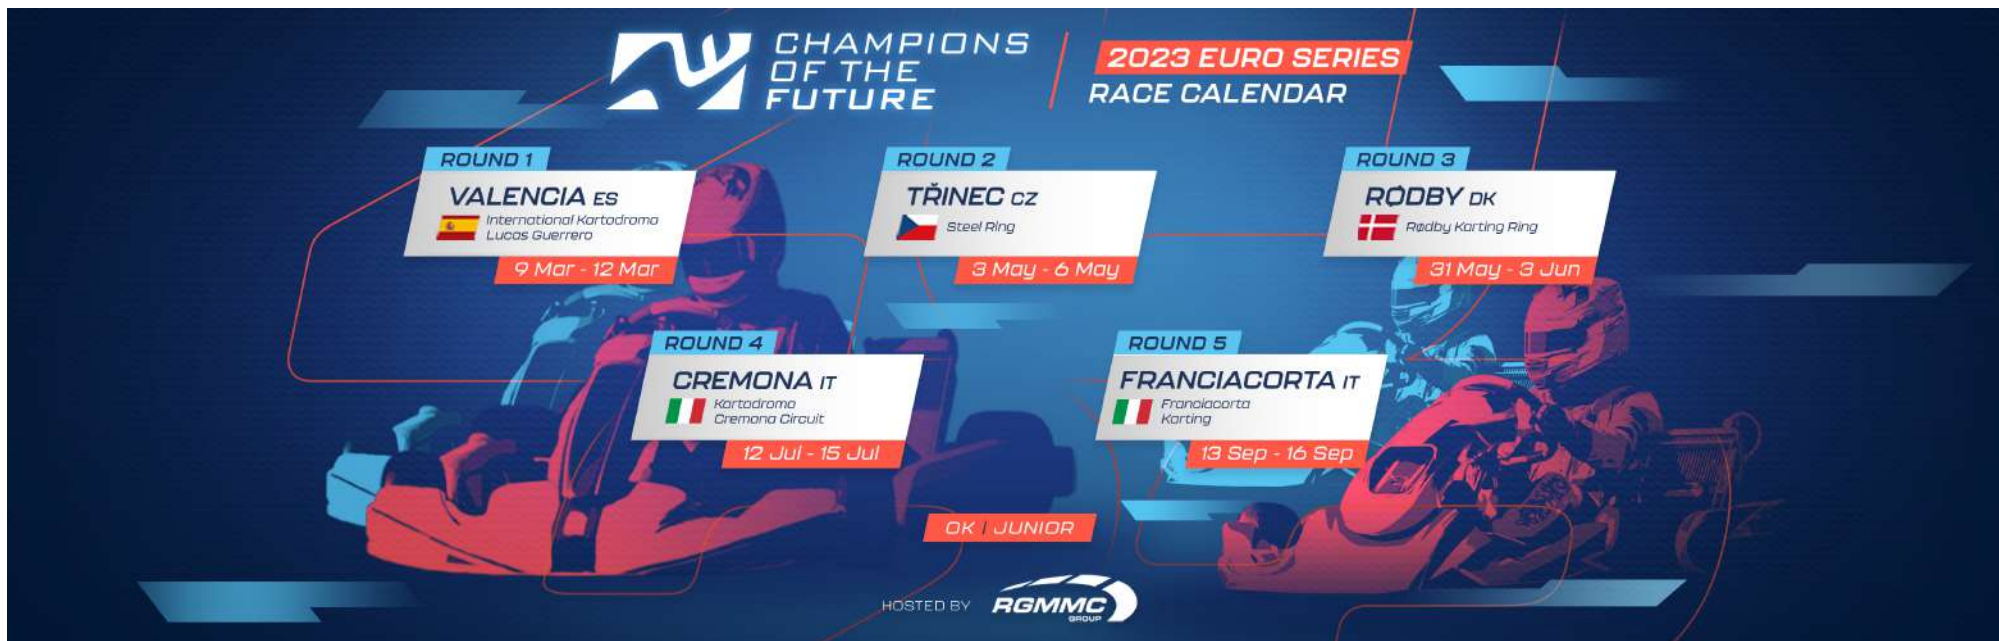 CHAMPIONS
OF THE
FUTURE
2023 EURO SERIES
RACE CALENDAR
ROUND 1
VALENCIA ES
International Kartodromo
Lucas Guerrero
9 Mar - 12 Mar
ROUND 2
TŘINEC CZ
Steel Ring
3 May - 6 May
ROUND 3
RØDBY DK
Rødby Karting Ring
31 May - 3 Jun
ROUND 4
CREMONA IT
Kartodromo
Cremona Circuit
12 Jul - 15 Jul
ROUND 5
FRANCIACORTA IT
Franciacorta
Karting
13 Sep - 16 Sep
OK | JUNIOR
HOSTED BY RGMMC
GROUP